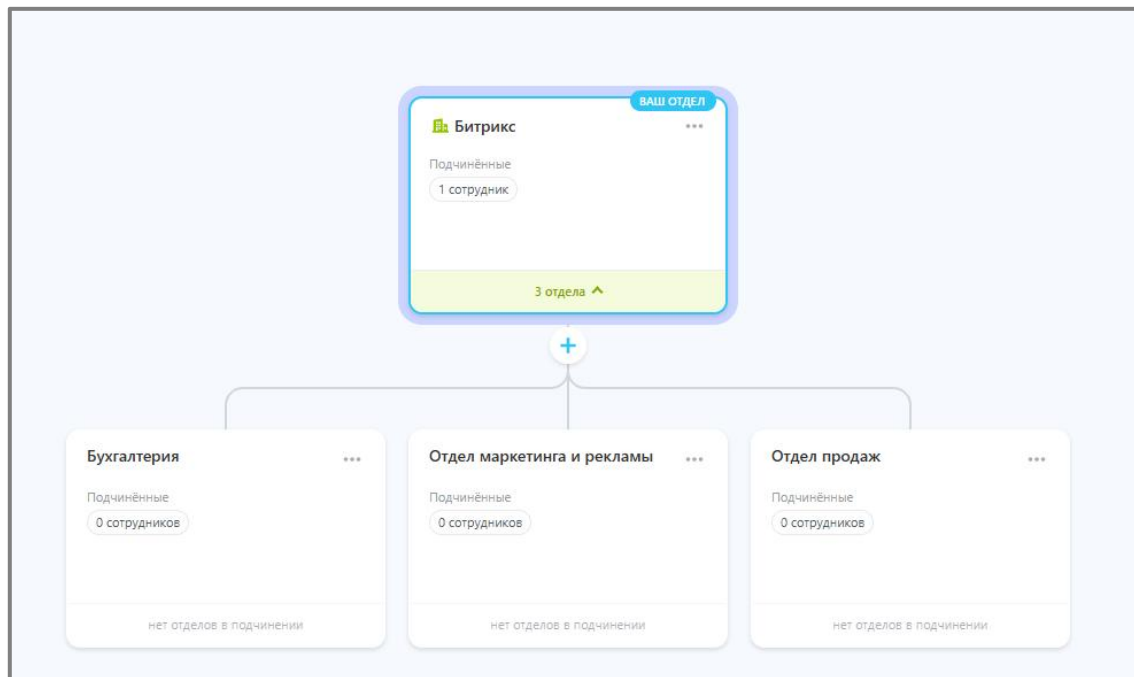 ВАШ ОТДЕЛ
Битрикс
Подчинённые
1 сотрудник
3 отдела
Бухгалтерия
Подчинённые
0 сотрудников
нет отделов в подчинении
Отдел маркетинга и рекламы
Подчинённые
0 сотрудников
нет отделов в подчинении
Отдел продаж
Подчинённые
0 сотрудников
нет отделов в подчинении